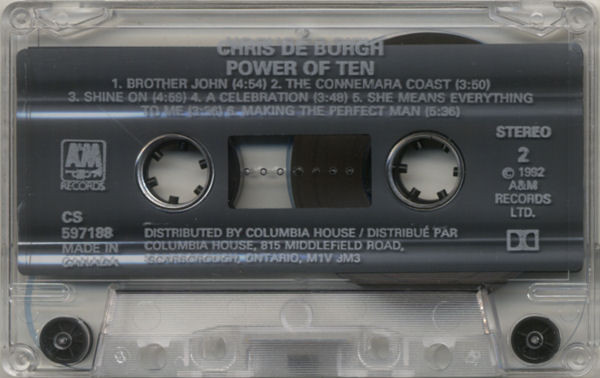 CHRIS DE BURGH
POWER OF TEN
1. BROTHER JOHN (4:54) 2. THE CONNEMARA COAST (3:50)
3. SHINE ON (4:59) 4. A CELEBRATION (3:48) 5. SHE MEANS EVERYTHING
TO ME (3:26) 6. MAKING THE PERFECT MAN (5:36)
A&M
RECORDS
STEREO
2
℗ 1992
A&M
RECORDS
LTD.
CS
597188
MADE IN
CANADA
DISTRIBUTED BY COLUMBIA HOUSE / DISTRIBUÉ PAR
COLUMBIA HOUSE, 815 MIDDLEFIELD ROAD,
SCARBOROUGH, ONTARIO, M1V 3M3